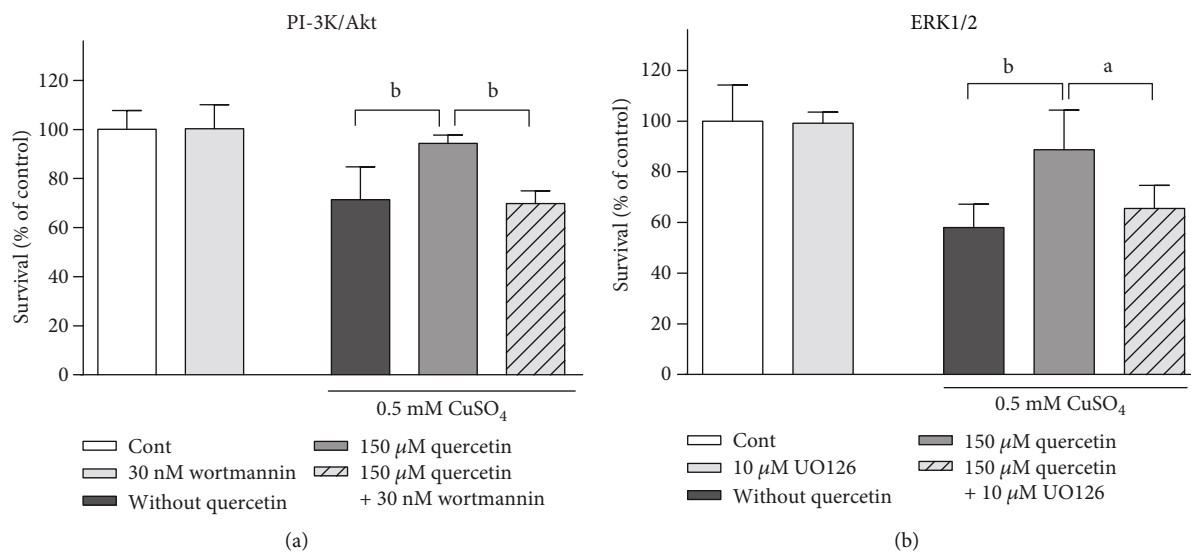 PI-3K/Akt
Survival (% of control)
120
100
80
60
40
20
0
b
b
0.5 mM CuSO₄
Cont
30 nM wortmannin
Without quercetin
150 μM quercetin
150 μM quercetin
+ 30 nM wortmannin
(a)
ERK1/2
Survival (% of control)
120
100
80
60
40
20
0
b
a
0.5 mM CuSO₄
Cont
10 μM UO126
Without quercetin
150 μM quercetin
150 μM quercetin
+ 10 μM UO126
(b)